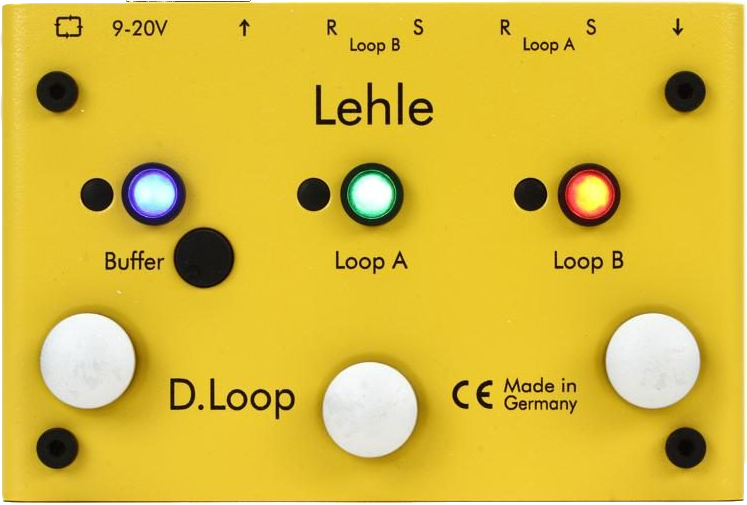 9-20V ↑ R S R S ↓
Loop B Loop A
Lehle
Buffer Loop A Loop B
D.Loop CE Made in
Germany